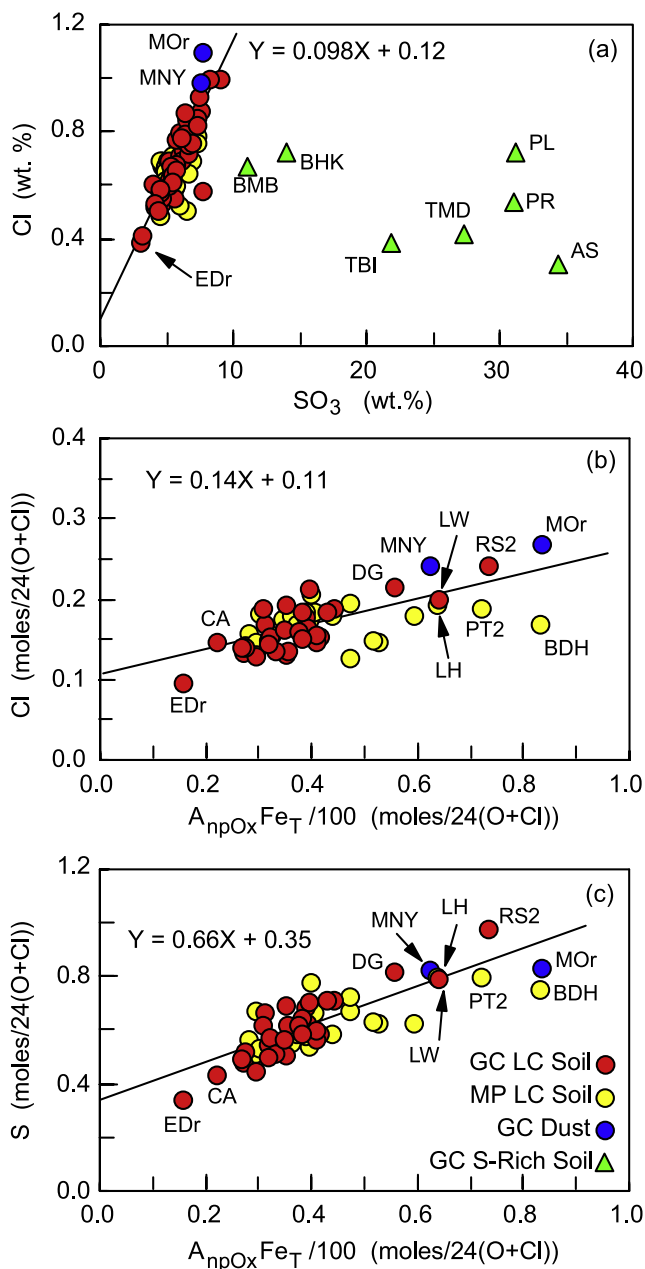 1.2
MOr
Y = 0.098X + 0.12
(a)
MNY
0.8
PL
BHK
BMB
PR
TMD
0.4
TBI
AS
EDr
0.0
0 10 20 30 40
Cl (wt. %)
SO3 (wt.%)
0.4
(b)
Y = 0.14X + 0.11
0.3
LW
MNY
RS2
MOr
DG
0.2
CA
PT2
LH
BDH
0.1
EDr
0.0
0.0 0.2 0.4 0.6 0.8 1.0
Cl (moles/24(O+Cl))
AnpOxFeT/100 (moles/24(O+Cl))
1.2
(c)
Y = 0.66X + 0.35
MNY
LH
RS2
DG
MOr
0.8
PT2
BDH
LW
GC LC Soil
MP LC Soil
GC Dust
GC S-Rich Soil
0.4
CA
EDr
0.0
0.0 0.2 0.4 0.6 0.8 1.0
S (moles/24(O+Cl))
AnpOxFeT/100 (moles/24(O+Cl))